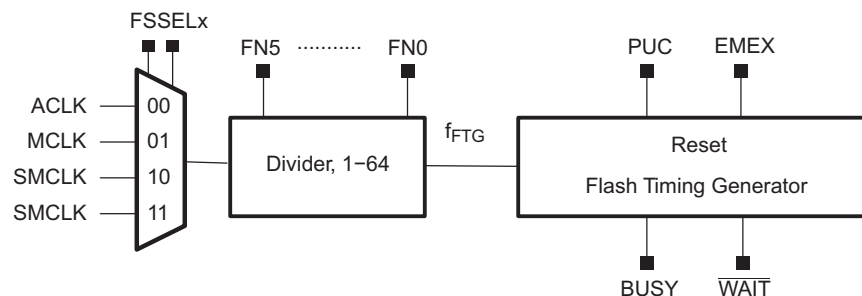 FSSELx
FN5 ........... FN0
PUC EMEX
ACLK 00
MCLK 01
SMCLK 10
SMCLK 11
Divider, 1−64
fFTG
Reset
Flash Timing Generator
BUSY WAIT